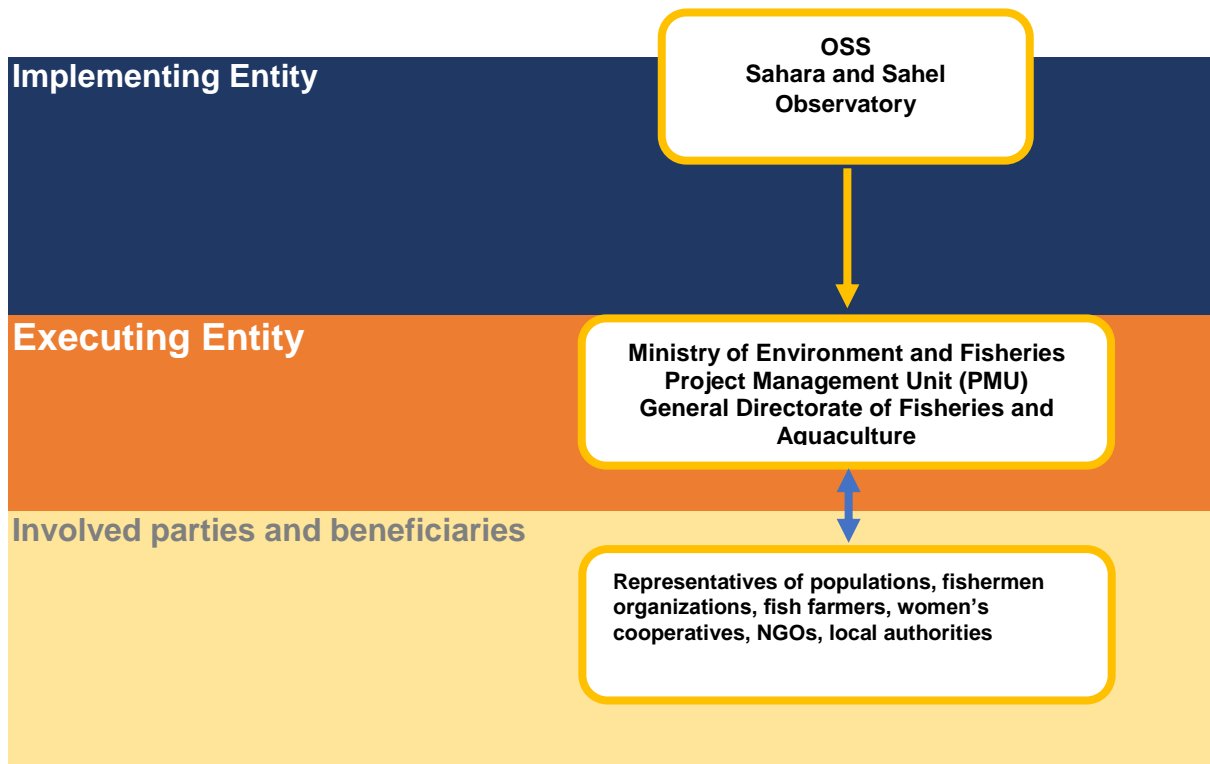 OSS
Sahara and Sahel
Observatory
Implementing Entity
Executing Entity
Ministry of Environment and Fisheries
Project Management Unit (PMU)
General Directorate of Fisheries and
Aquaculture
Involved parties and beneficiaries
Representatives of populations, fishermen
organizations, fish farmers, women’s
cooperatives, NGOs, local authorities